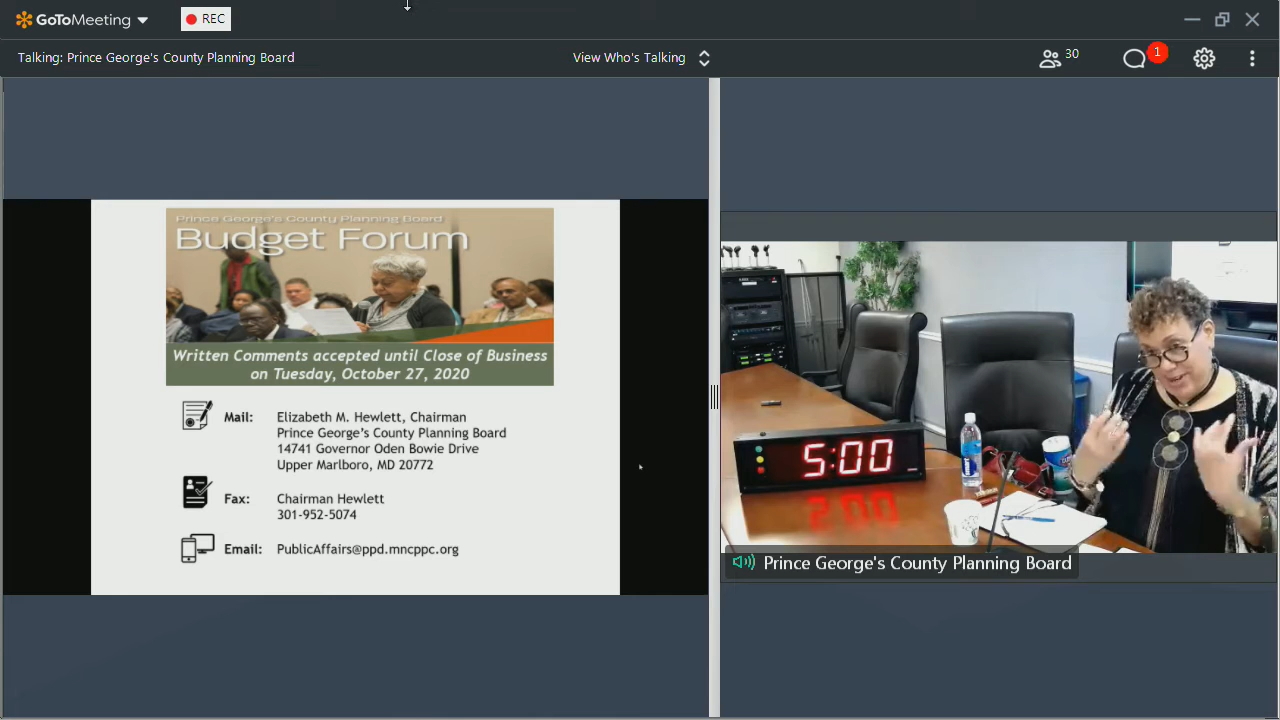 GoToMeeting
REC
Talking: Prince George's County Planning Board
View Who's Talking
30
1
Prince George's County Planning Board
Budget Forum
Written Comments accepted until Close of Business
on Tuesday, October 27, 2020
Mail:
Elizabeth M. Hewlett, Chairman
Prince George's County Planning Board
14741 Governor Oden Bowie Drive
Upper Marlboro, MD 20772
Fax:
Chairman Hewlett
301-952-5074
Email:
PublicAffairs@ppd.mncppc.org
5:00
Prince George's County Planning Board